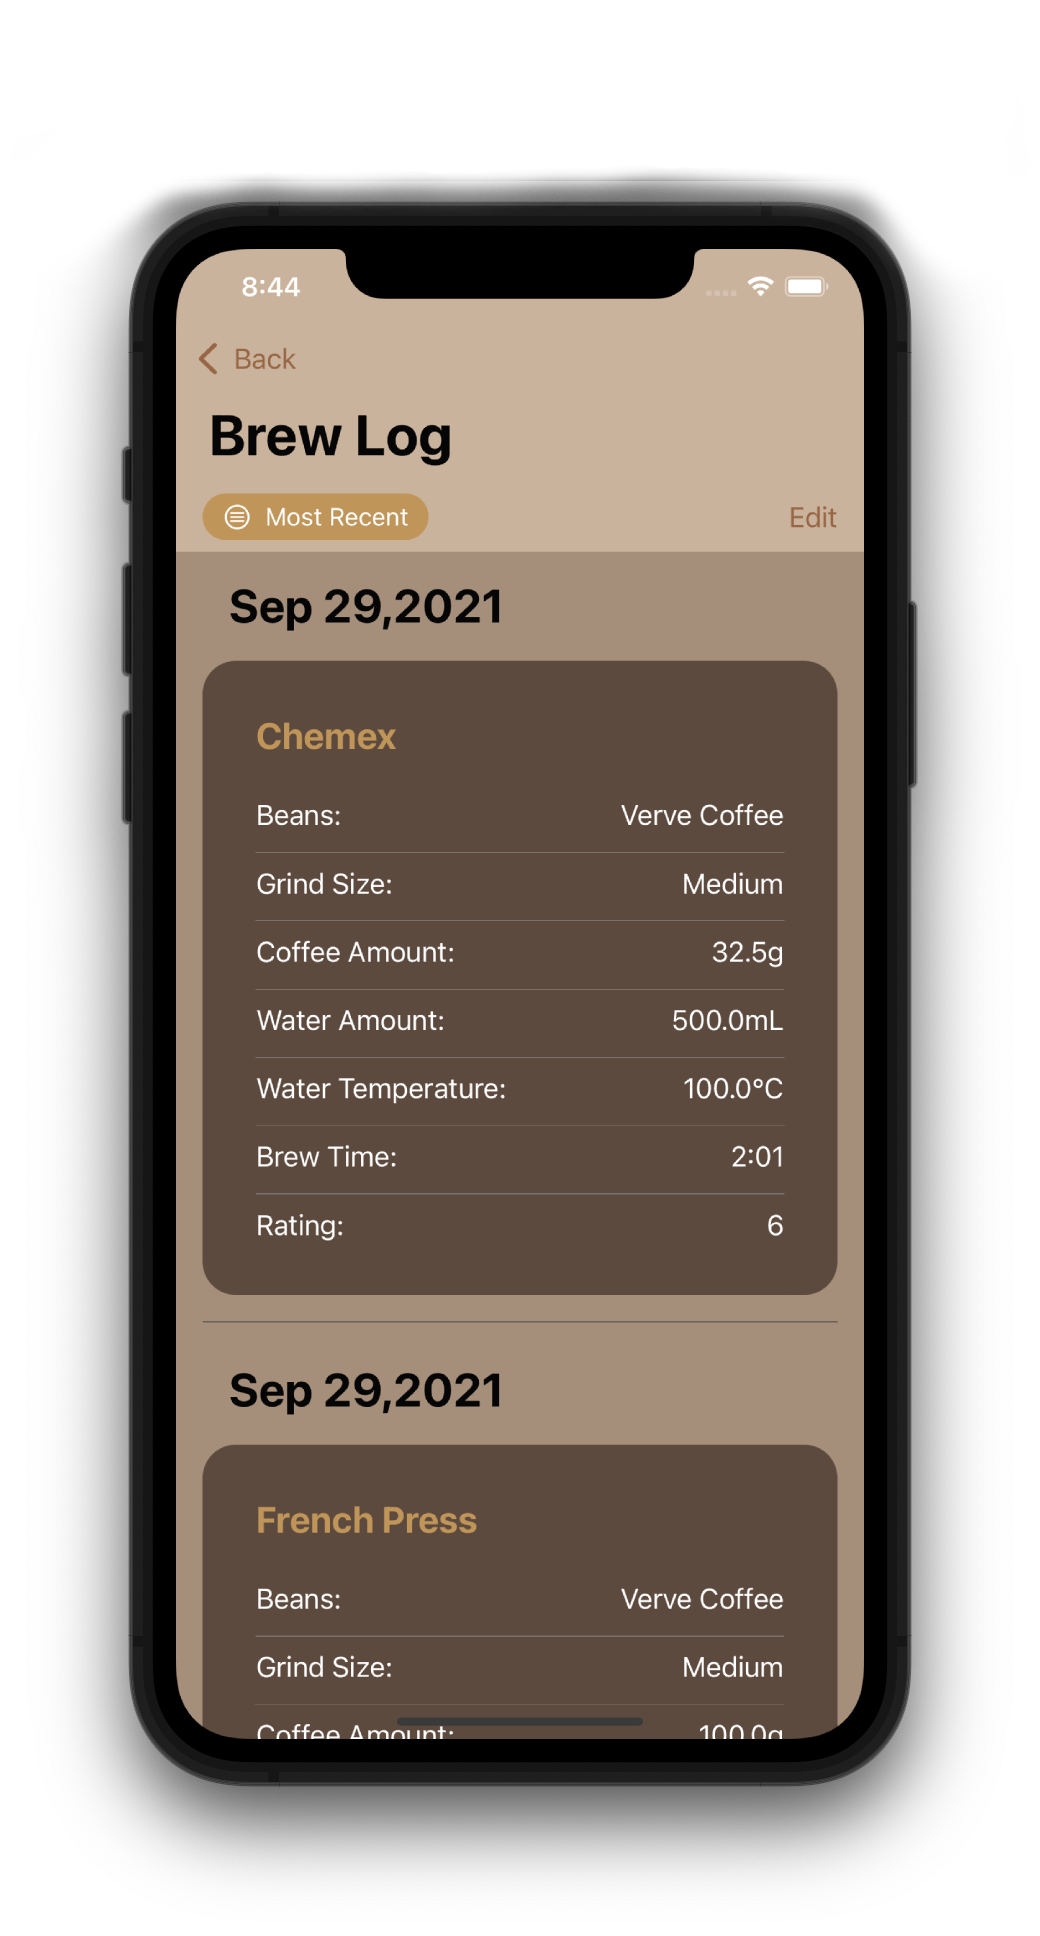 8:44
Back
Brew Log
Most Recent
Edit
Sep 29,2021
Chemex
Beans: Verve Coffee
Grind Size: Medium
Coffee Amount: 32.5g
Water Amount: 500.0mL
Water Temperature: 100.0°C
Brew Time: 2:01
Rating: 6
Sep 29,2021
French Press
Beans: Verve Coffee
Grind Size: Medium
Coffee Amount: 100.0g